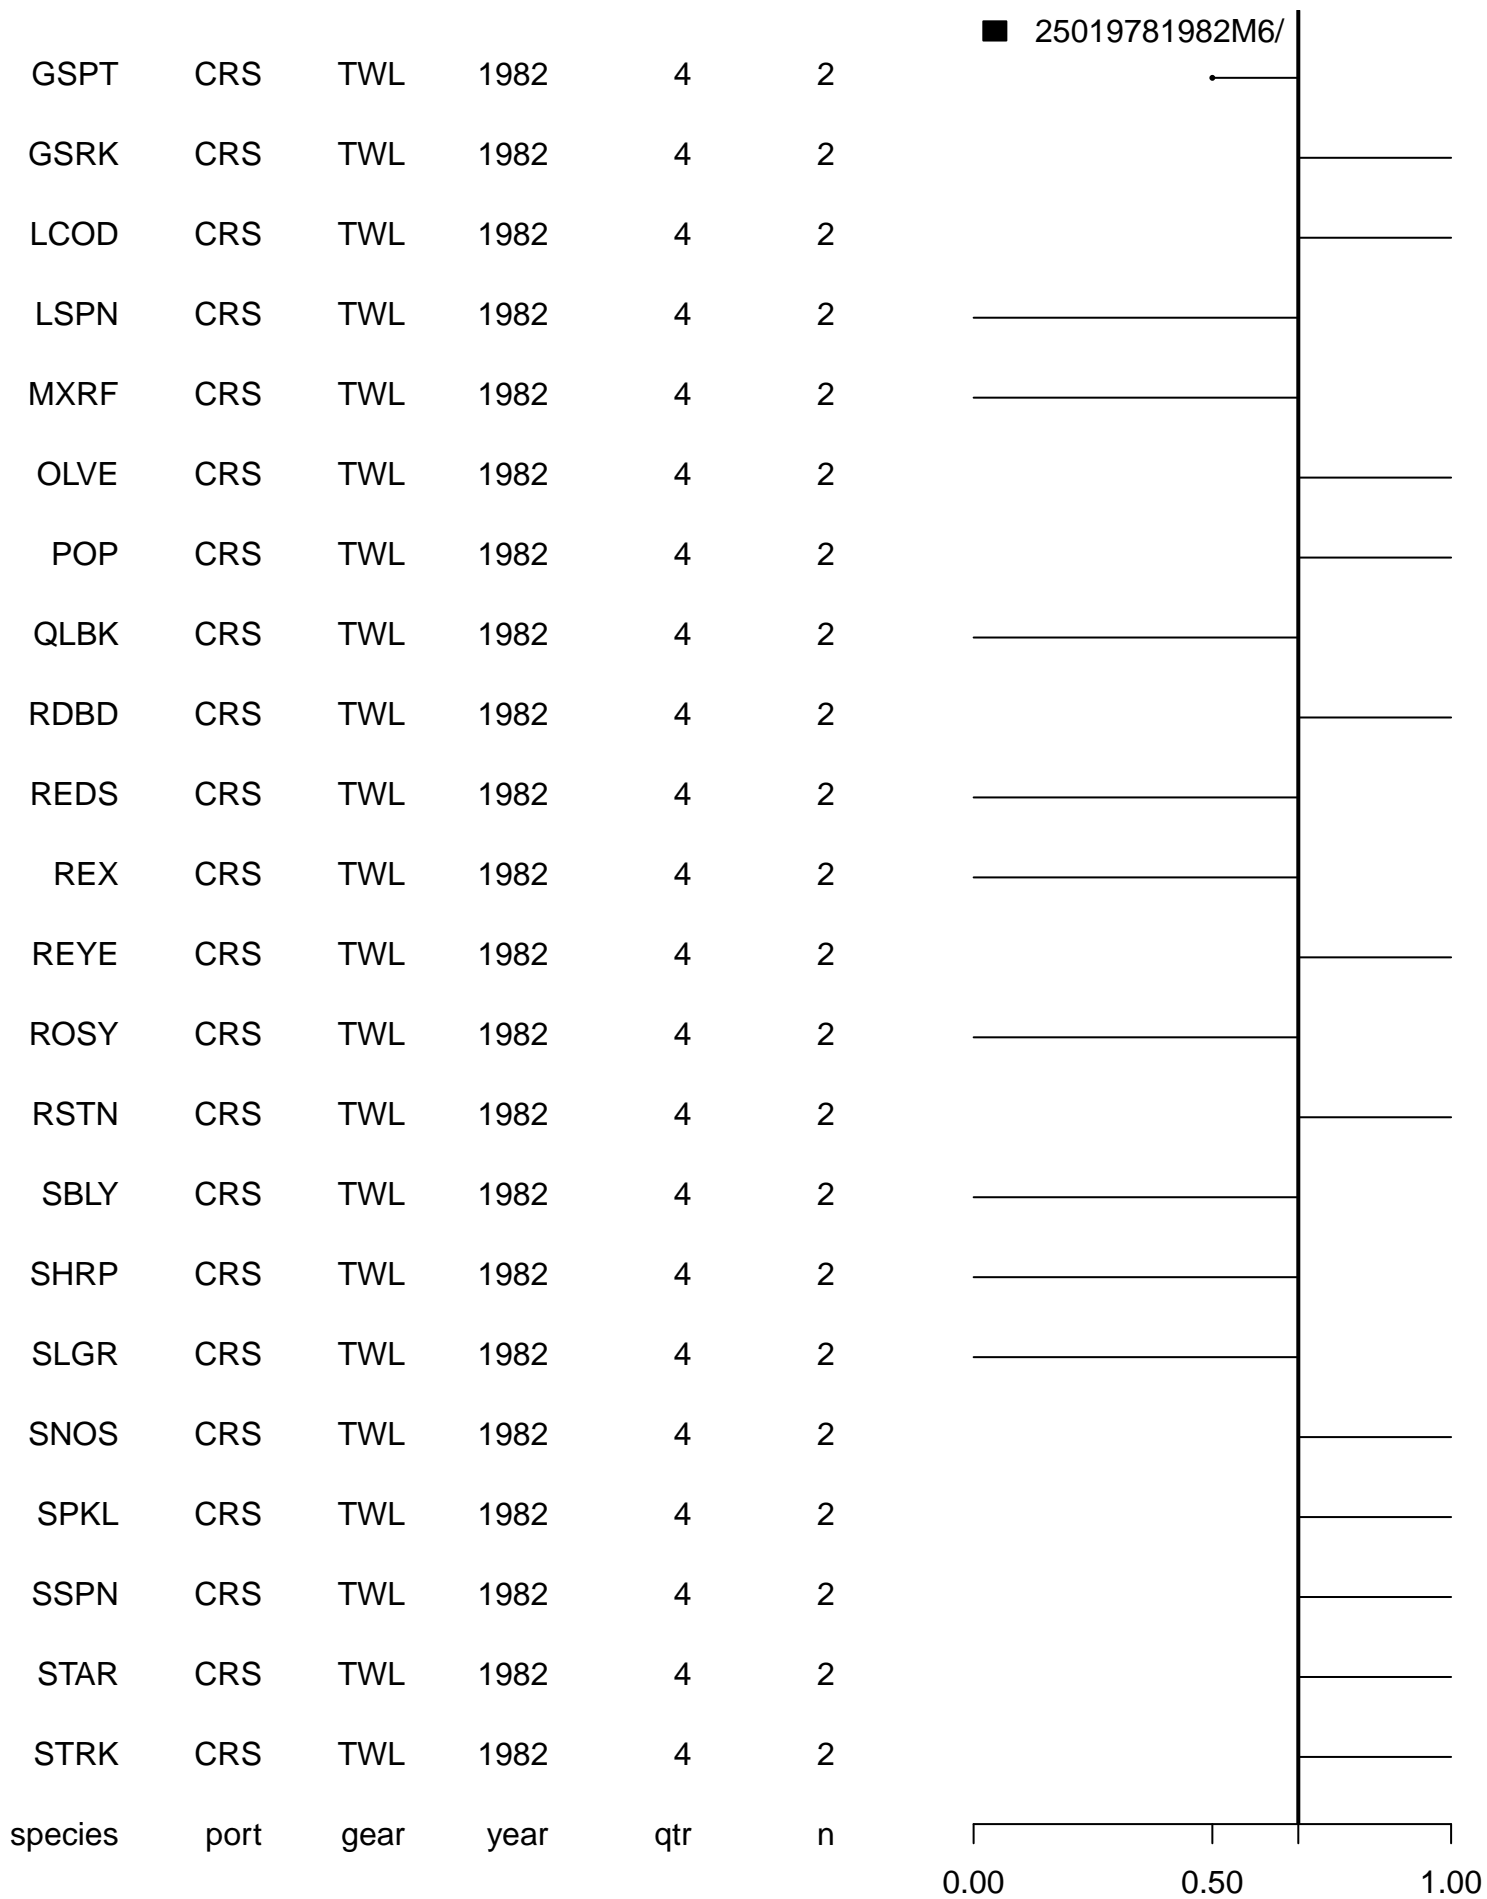 25019781982M6/
GSPT CRS TWL 1982 4 2
GSRK CRS TWL 1982 4 2
LCOD CRS TWL 1982 4 2
LSPN CRS TWL 1982 4 2
MXRF CRS TWL 1982 4 2
OLVE CRS TWL 1982 4 2
POP CRS TWL 1982 4 2
QLBK CRS TWL 1982 4 2
RDBD CRS TWL 1982 4 2
REDS CRS TWL 1982 4 2
REX CRS TWL 1982 4 2
REYE CRS TWL 1982 4 2
ROSY CRS TWL 1982 4 2
RSTN CRS TWL 1982 4 2
SBLY CRS TWL 1982 4 2
SHRP CRS TWL 1982 4 2
SLGR CRS TWL 1982 4 2
SNOS CRS TWL 1982 4 2
SPKL CRS TWL 1982 4 2
SSPN CRS TWL 1982 4 2
STAR CRS TWL 1982 4 2
STRK CRS TWL 1982 4 2
species port gear year qtr n
0.00 0.50 1.00